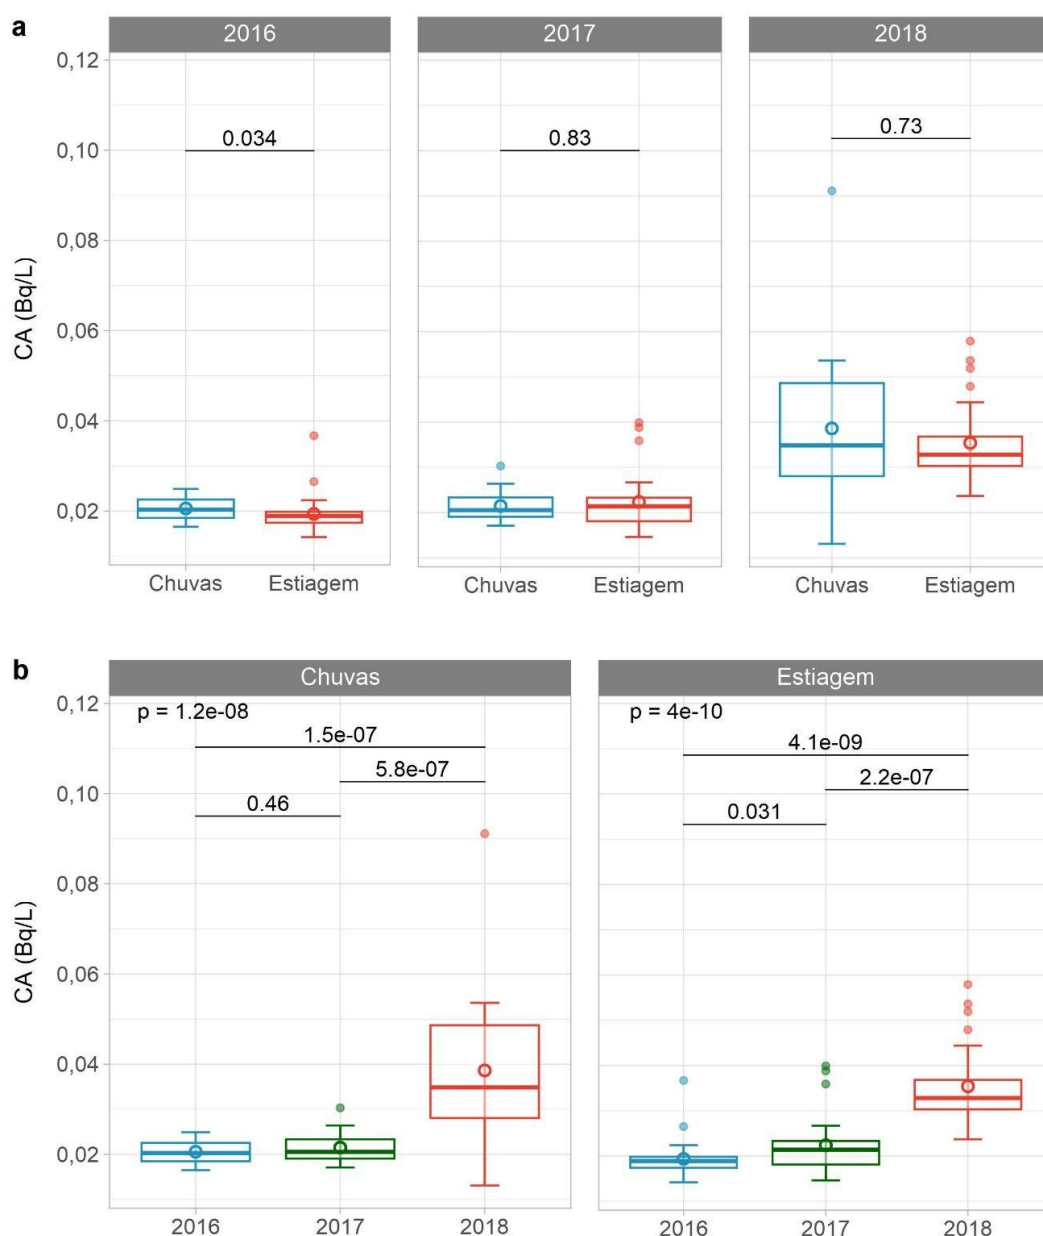 a
2016 2017 2018
0,12
0,10
0,08
0,06
0,04
0,02
CA (Bq/L)
0.034 0.83 0.73
Chuvas Estiagem Chuvas Estiagem Chuvas Estiagem
b
Chuvas Estiagem
0,12
0,10
0,08
0,06
0,04
0,02
CA (Bq/L)
p = 1.2e-08
1.5e-07
5.8e-07
0.46
p = 4e-10
4.1e-09
2.2e-07
0.031
2016 2017 2018 2016 2017 2018